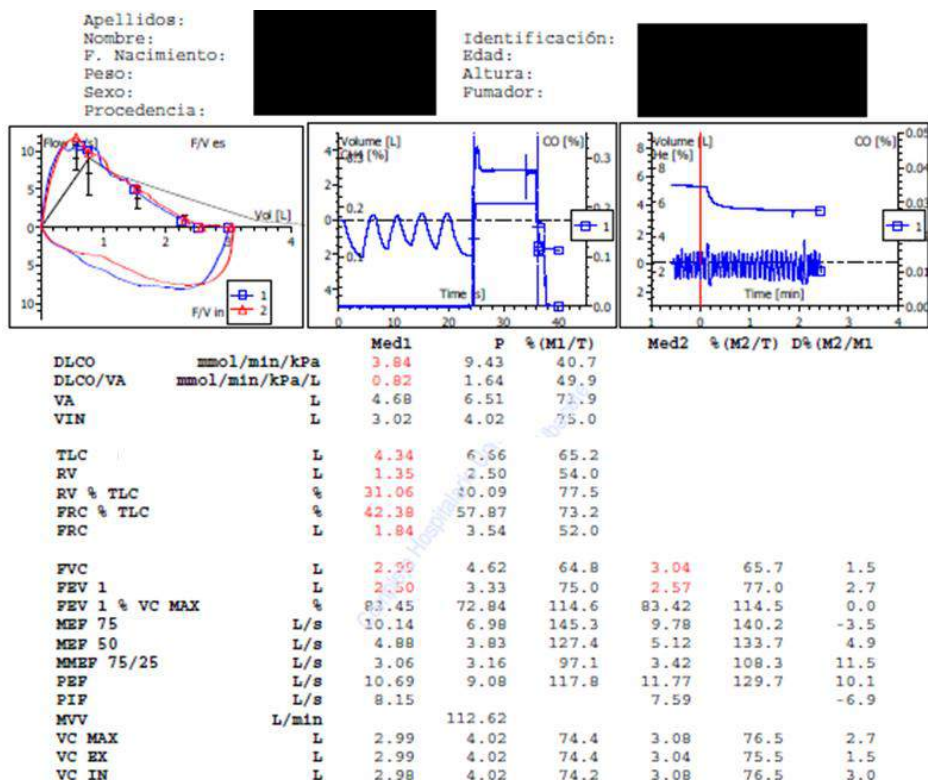 Apellidos:
Nombre: Identificación:
F. Nacimiento: Edad:
Peso: Altura:
Sexo: Fumador:
Procedencia:
F/V es Volume [L] CO [%] Volume [L] CO [%]
He [%]
Vol [L]
Time [min]
F/V in
Med1 P %(M1/T) Med2 %(M2/T) D%(M2/M1
DLCO mmol/min/kPa 3.84 9.43 40.7
DLCO/VA mmol/min/kPa/L 0.82 1.64 49.9
VA L 4.68 6.51 71.9
VIN L 3.02 4.02 75.0
TLC L 4.34 6.66 65.2
RV L 1.35 2.50 54.0
RV % TLC % 31.06 40.09 77.5
FRC % TLC % 42.38 57.87 73.2
FRC L 1.84 3.54 52.0
FVC L 2.99 4.62 64.8 3.04 65.7 1.5
FEV 1 L 2.50 3.33 75.0 2.57 77.0 2.7
FEV 1 % VC MAX % 83.45 72.84 114.6 83.42 114.5 0.0
MEF 75 L/s 10.14 6.98 145.3 9.78 140.2 -3.5
MEF 50 L/s 4.88 3.83 127.4 5.12 133.7 4.9
MMEF 75/25 L/s 3.06 3.16 97.1 3.42 108.3 11.5
PEF L/s 10.69 9.08 117.8 11.77 129.7 10.1
PIF L/s 8.15 7.59 -6.9
MVV L/min 112.62
VC MAX L 2.99 4.02 74.4 3.08 76.5 2.7
VC EX L 2.99 4.02 74.4 3.04 75.5 1.5
VC IN L 2.98 4.02 74.2 3.08 76.5 3.0